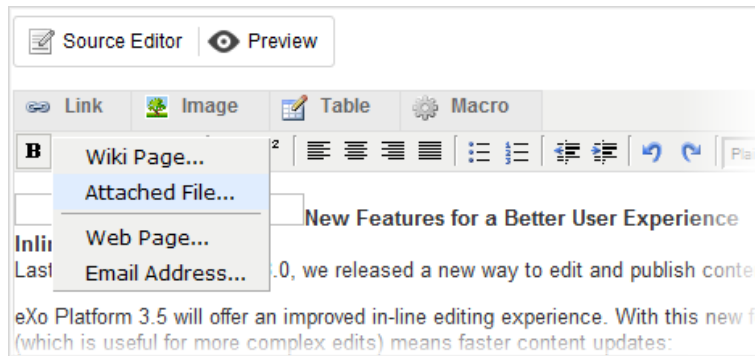 Source Editor Preview
Link Image Table Macro
B 2
Wiki Page...
Attached File...
Web Page...
Email Address...
New Features for a Better User Experience
Last .0, we released a new way to edit and publish conte
eXo Platform 3.5 will offer an improved in-line editing experience. With this new f
(which is useful for more complex edits) means faster content updates: